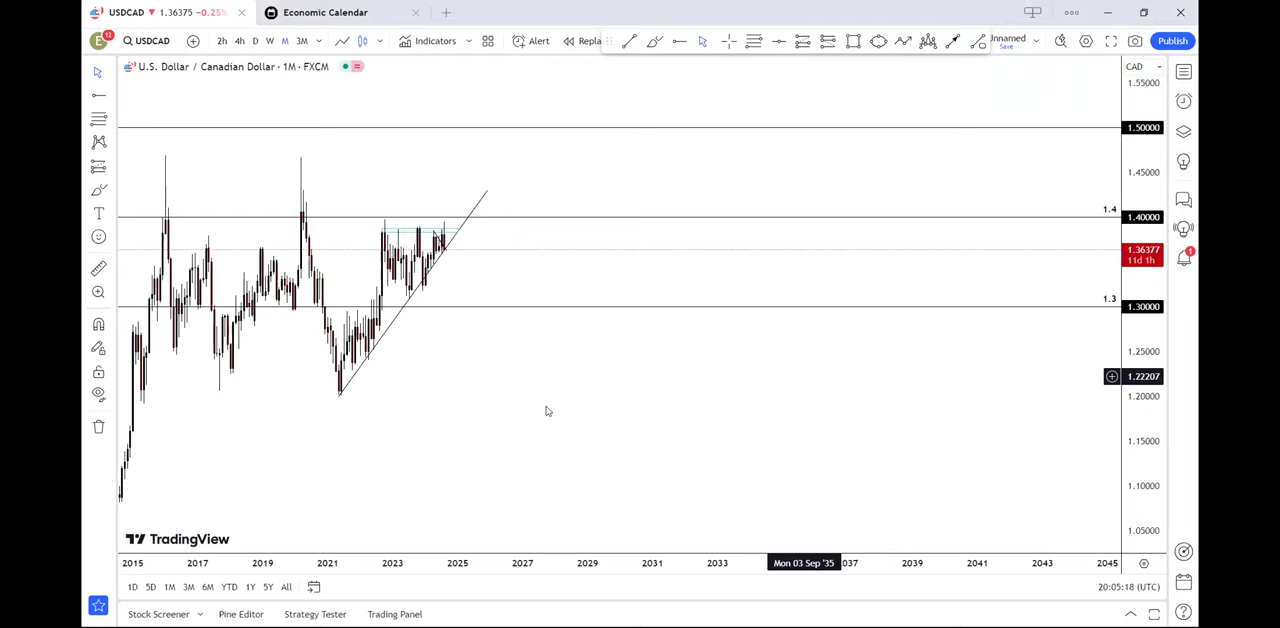 USDCAD 1.36375 -0.25
Economic Calendar
E 12 USDCAD 2h 4h D W M 3M Indicators Alert Repla Unnamed Publish
Save
U.S. Dollar / Canadian Dollar · 1M · FXCM
CAD
1.55000
1.50000
1.45000
1.4 1.40000
1.36377
11d 1h
1.3 1.30000
1.25000
1.22207
1.20000
1.15000
1.10000
1.05000
1
TradingView
2015 2017 2019 2021 2023 2025 2027 2029 2031 2033 Mon 03 Sep '35 2037 2039 2041 2043 2045
1D 5D 1M 3M 6M YTD 1Y 5Y All 20:05:18 (UTC)
Stock Screener Pine Editor Strategy Tester Trading Panel